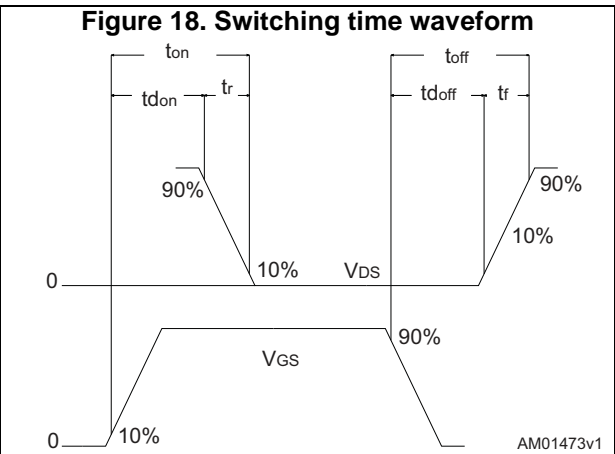 Figure 18. Switching time waveform
ton
toff
tdon
tr
tdoff
tf
90%
90%
10%
10%
VDS
0
90%
VGS
10%
0
AM01473v1